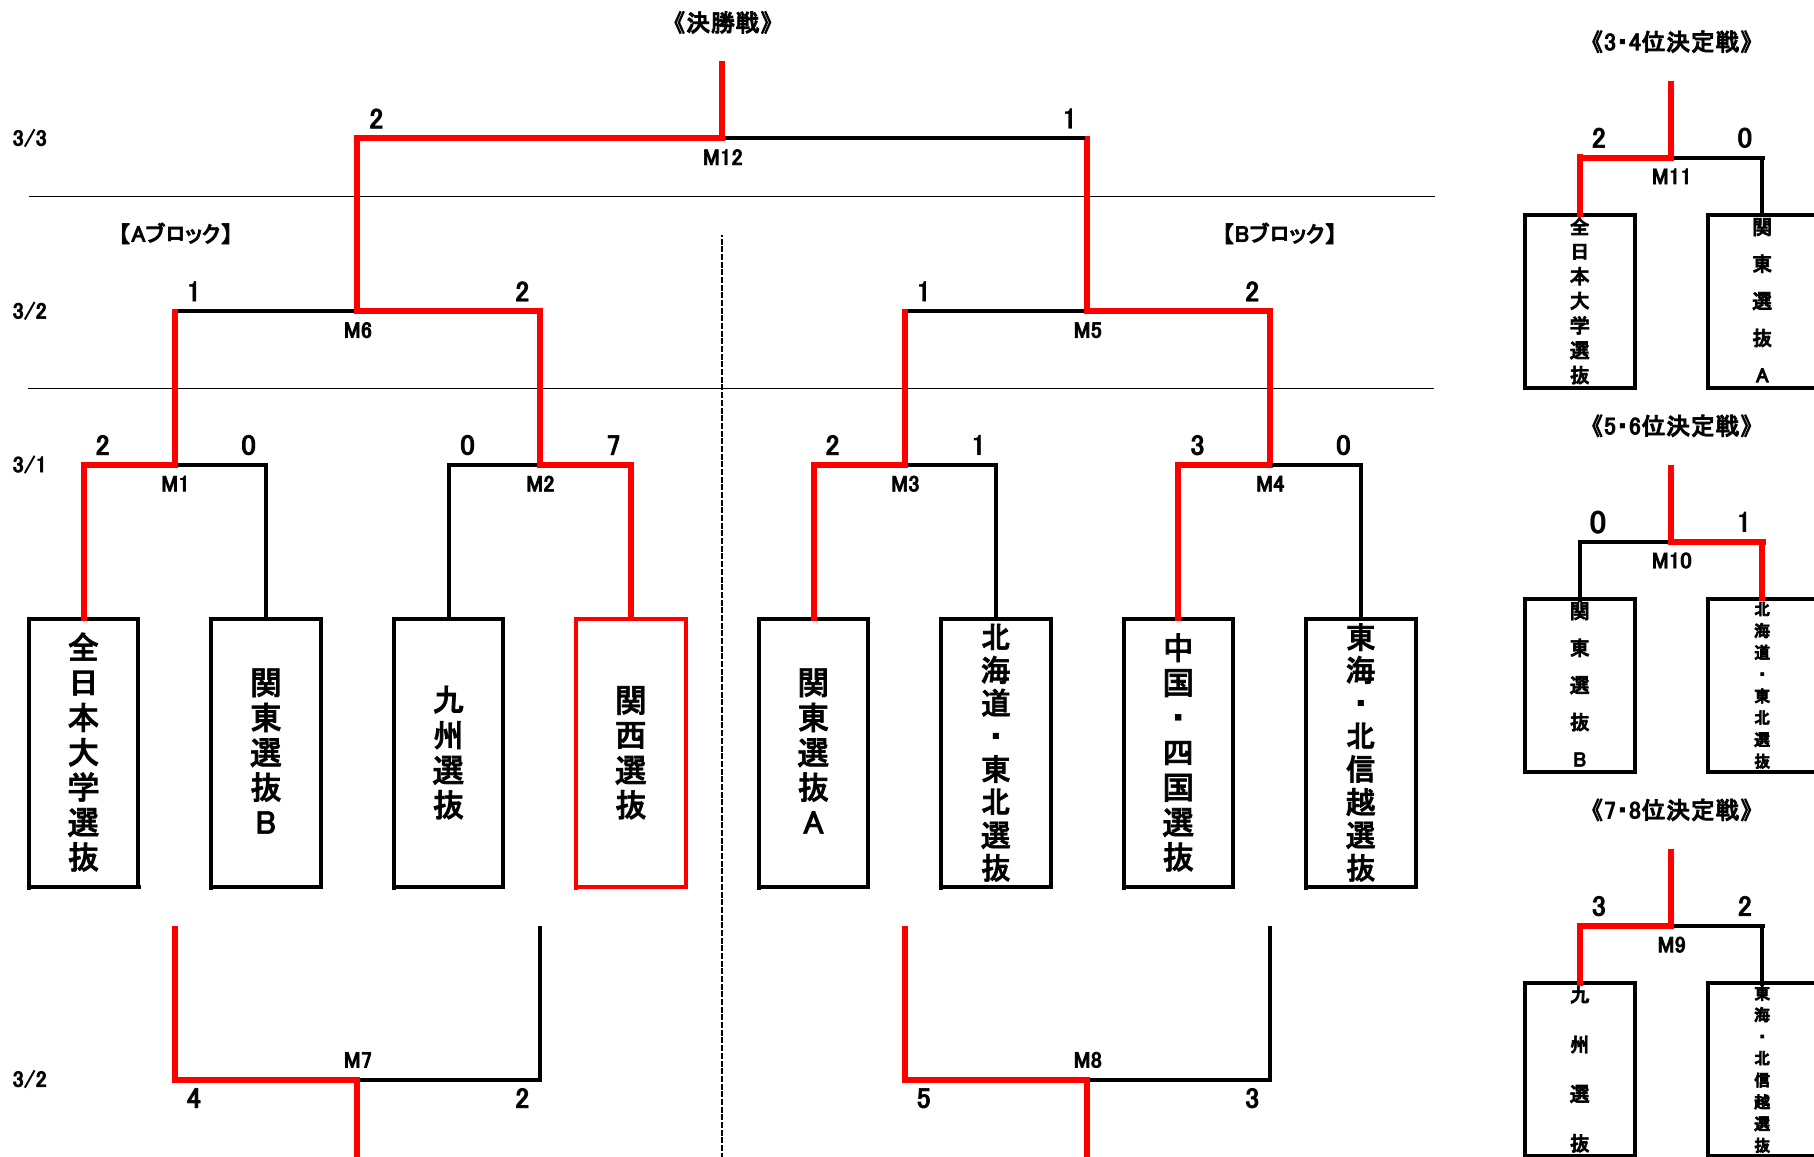 《決勝戦》
2
1
3/3
M12
【Aブロック】
【Bブロック】
1
2
1
2
3/2
M6
M5
2
0
0
7
2
1
3
0
3/1
M1
M2
M3
M4
全日本大学選抜
関東選抜B
九州選抜
関西選抜
関東選抜A
北海道・東北選抜
中国・四国選抜
東海・北信越選抜
M7
M8
3/2
4
2
5
3
《3・4位決定戦》
2
0
M11
全日本大学選抜
関東選抜A
《5・6位決定戦》
0
1
M10
関東選抜B
北海道・東北選抜
《7・8位決定戦》
3
2
M9
九州選抜
東海・北信越選抜